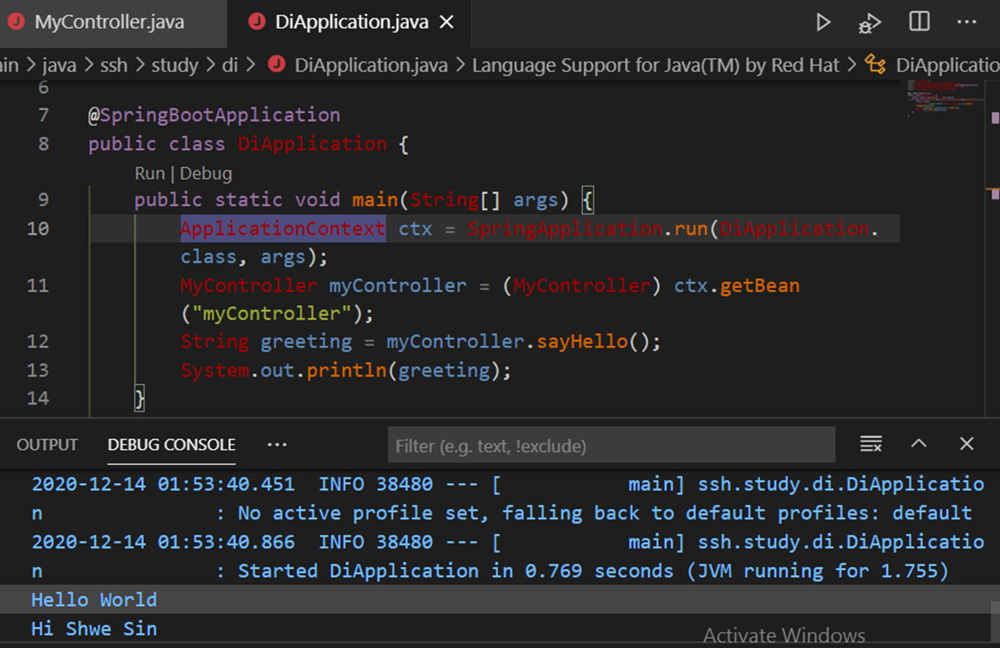 MyController.java
DiApplication.java
ain > java > ssh > study > di > DiApplication.java > Language Support for Java(TM) by Red Hat > DiApplicatio
6
7 @SpringBootApplication
8 public class DiApplication {
Run | Debug
9 public static void main(String[] args) {
10 ApplicationContext ctx = SpringApplication.run(DiApplication.
class, args);
11 MyController myController = (MyController) ctx.getBean
("myController");
12 String greeting = myController.sayHello();
13 System.out.println(greeting);
14 }
OUTPUT DEBUG CONSOLE ··· Filter (e.g. text, !exclude)
2020-12-14 01:53:40.451  INFO 38480 --- [           main] ssh.study.di.DiApplicatio
n               : No active profile set, falling back to default profiles: default
2020-12-14 01:53:40.866  INFO 38480 --- [           main] ssh.study.di.DiApplicatio
n               : Started DiApplication in 0.769 seconds (JVM running for 1.755)
Hello World
Hi Shwe Sin
Activate Windows